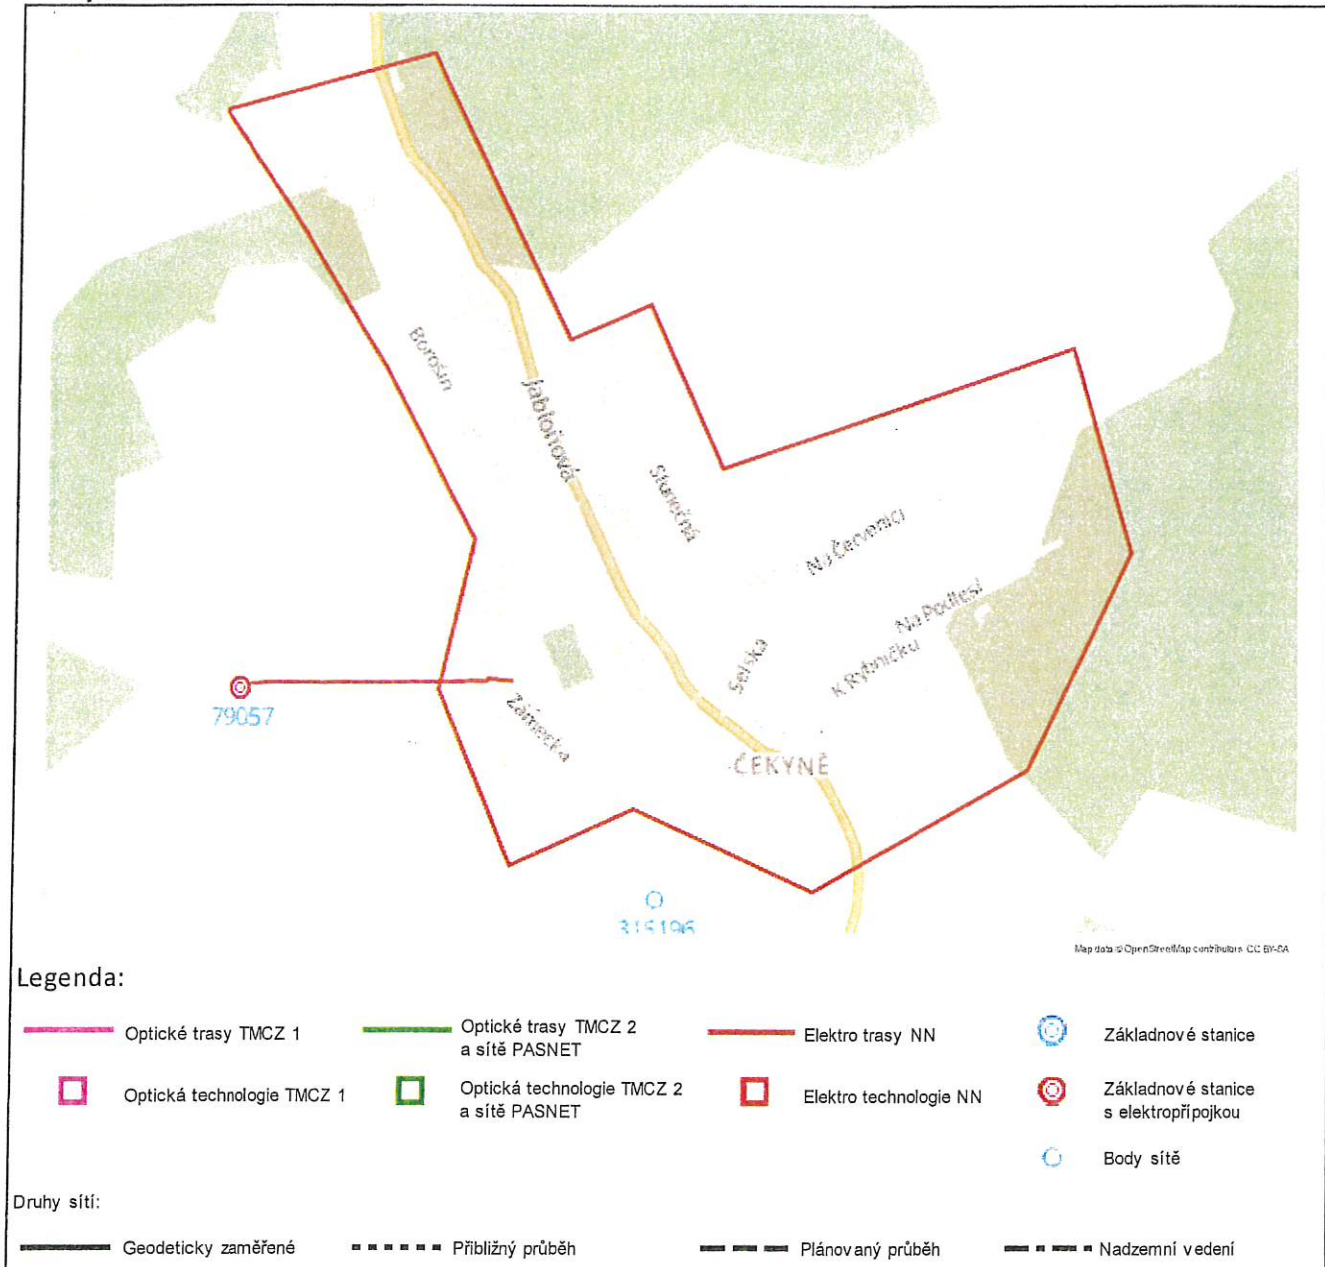 Borošín
Jabloňová
Slunečná
Na Červenici
Na Podlesí
Selská
K Rybníčku
79057
Zámecká
ČEKYNĚ
315196
Map data © OpenStreetMap contributors, CC BY-SA
Legenda:
Optické trasy TMCZ 1
Optické trasy TMCZ 2
a sítě PASNET
Elektro trasy NN
Základnové stanice
Optická technologie TMCZ 1
Optická technologie TMCZ 2
a sítě PASNET
Elektro technologie NN
Základnové stanice
s elektropřípojkou
Body sítě
Druhy sítí:
Geodeticky zaměřené
Přibližný průběh
Plánovaný průběh
Nadzemní vedení